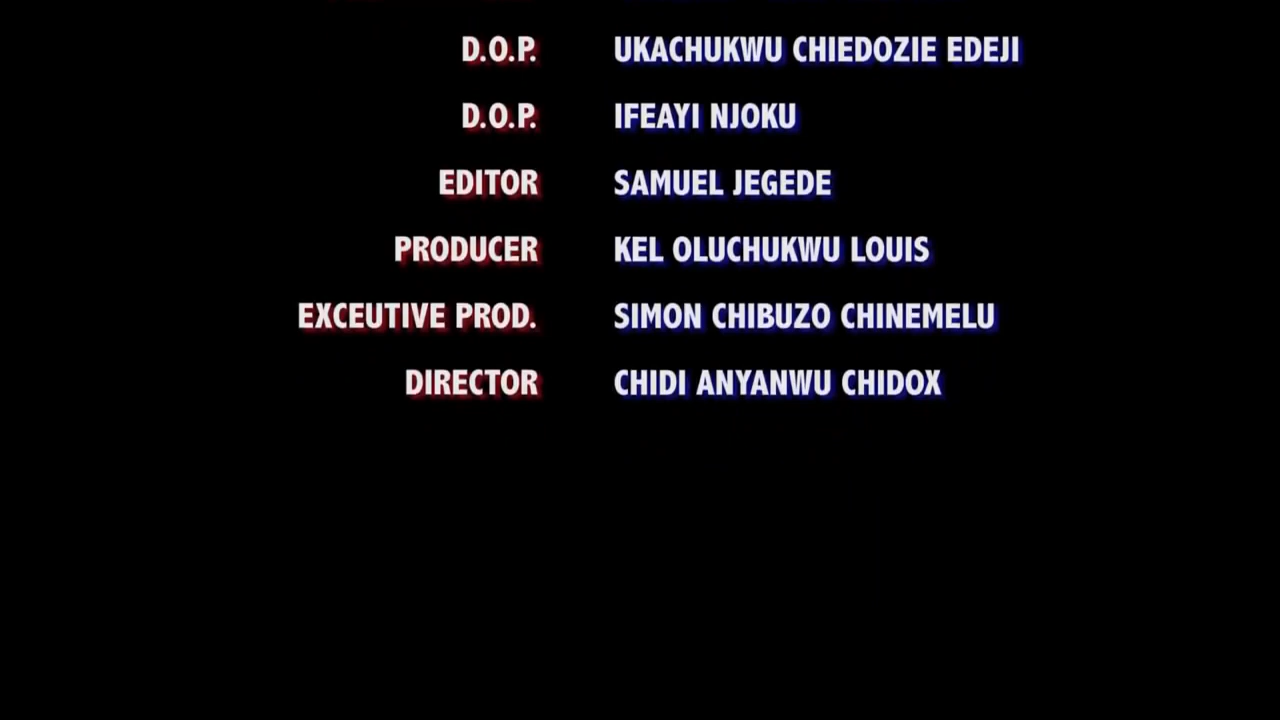 D.O.P. UKACHUKWU CHIEDOZIE EDEJI
D.O.P. IFEAYI NJOKU
EDITOR SAMUEL JEGEDE
PRODUCER KEL OLUCHUKWU LOUIS
EXCEUTIVE PROD. SIMON CHIBUZO CHINEMELU
DIRECTOR CHIDI ANYANWU CHIDOX